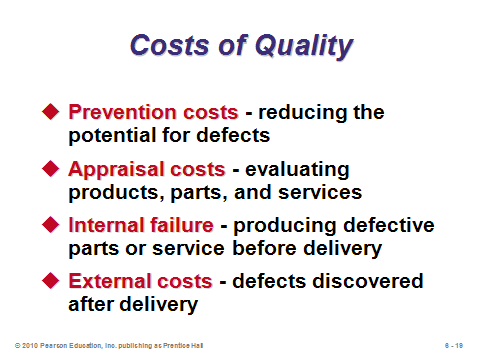 Costs of Quality
Prevention costs - reducing the
potential for defects
Appraisal costs - evaluating
products, parts, and services
Internal failure - producing defective
parts or service before delivery
External costs - defects discovered
after delivery
© 2010 Pearson Education, Inc. publishing as Prentice Hall
6 - 19